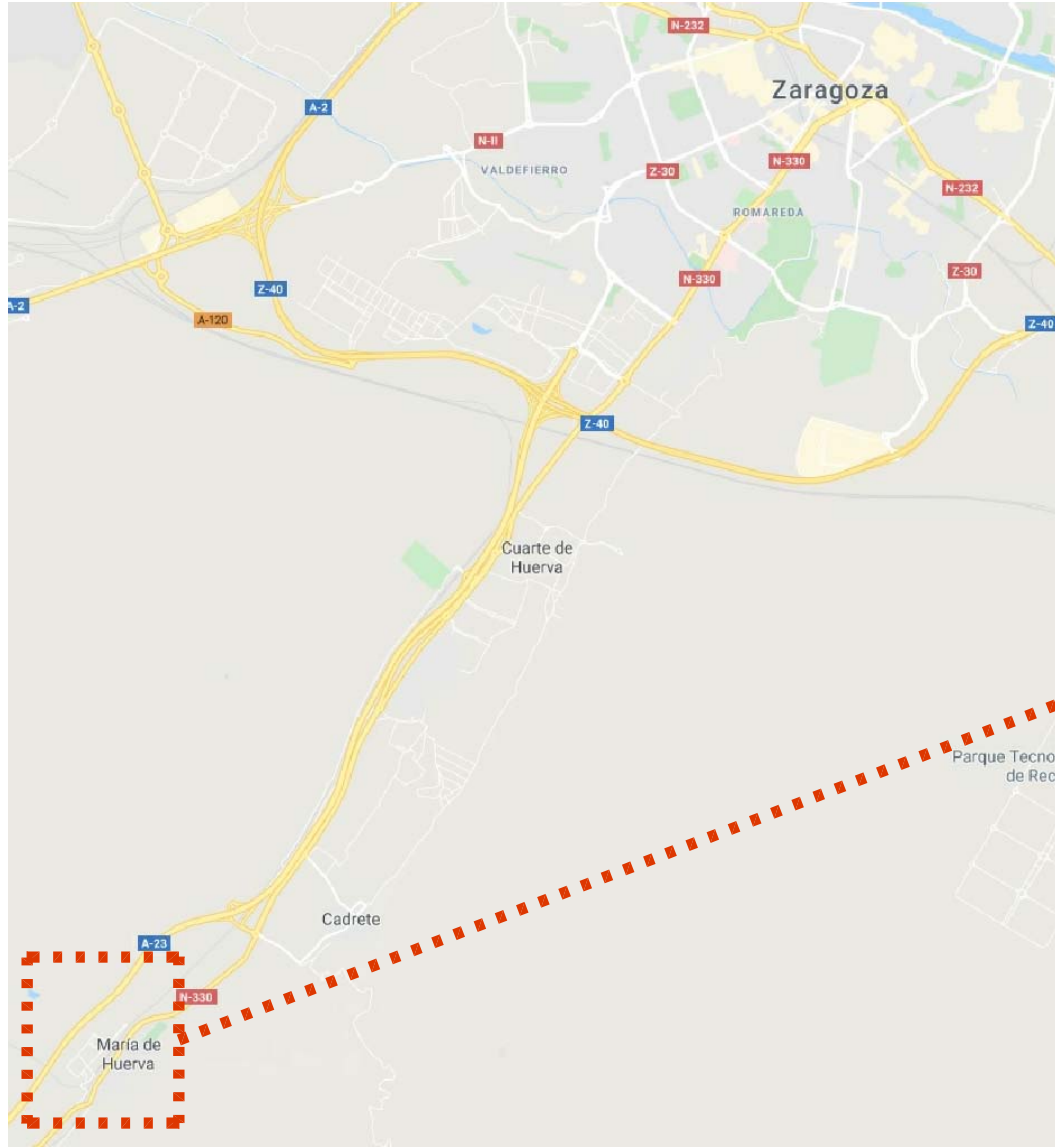 N-232
Zaragoza
A-2
N-II
VALDEFIERRO
Z-30
N-330
N-232
ROMAREDA
N-330
Z-30
Z-40
A-2
A-120
Z-40
Z-40
Cuarte de
Huerva
Parque Tecno
de Rec
Cadrete
A-23
N-330
María de
Huerva